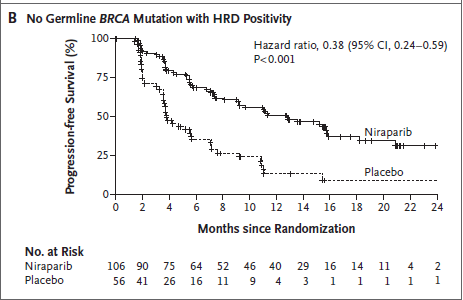 B No Germline BRCA Mutation with HRD Positivity
Hazard ratio, 0.38 (95% CI, 0.24–0.59)
P<0.001
Progression-free Survival (%)
100
75
50
25
0
Niraparib
Placebo
0 2 4 6 8 10 12 14 16 18 20 22 24
Months since Randomization
No. at Risk
Niraparib 106 90 75 64 52 46 40 29 16 14 11 4 2
Placebo 56 41 26 16 11 9 4 3 1 1 1 1 1